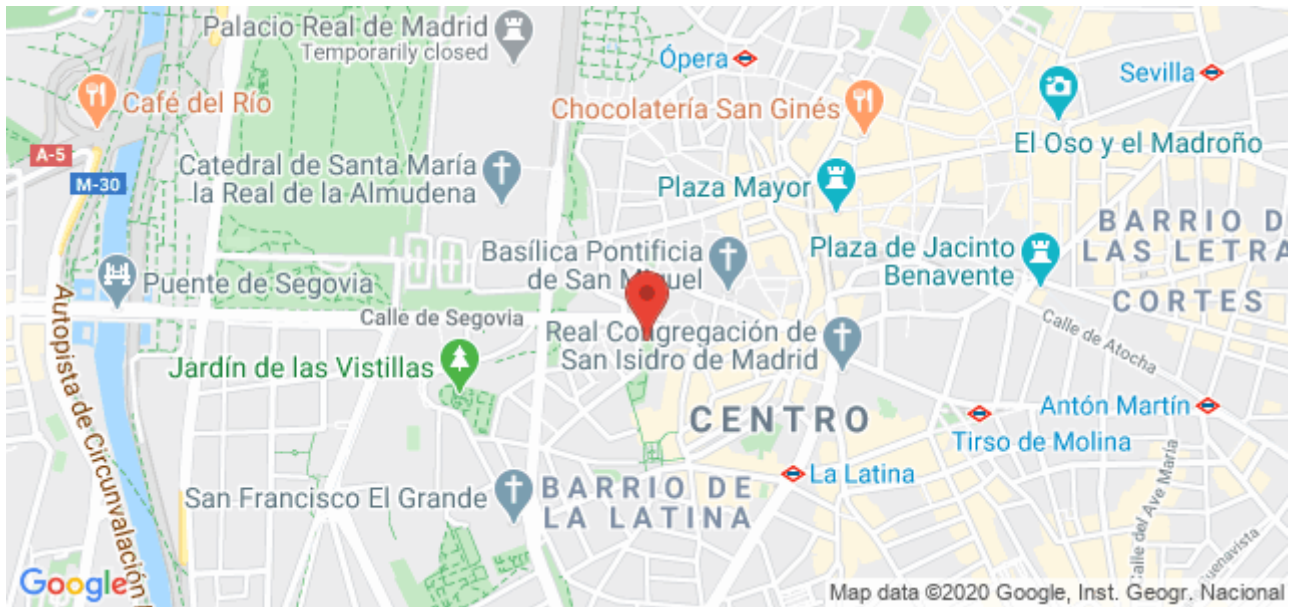 Palacio Real de Madrid
Temporarily closed
Ópera
Sevilla
Café del Río
Chocolatería San Ginés
El Oso y el Madroño
A-5
M-30
Catedral de Santa María
la Real de la Almudena
Plaza Mayor
BARRIO D
LAS LETRA
Basílica Pontificia
de San Miguel
Plaza de Jacinto
Benavente
Puente de Segovia
CORTES
Calle de Segovia
Real Congregación de
San Isidro de Madrid
Calle de Atocha
Jardín de las Vistillas
Autopista de Circunvalación
CENTRO
Antón Martín
Tirso de Molina
La Latina
San Francisco El Grande
BARRIO DE
LA LATINA
Calle del Ave María
Google
Map data ©2020 Google, Inst. Geogr. Nacional